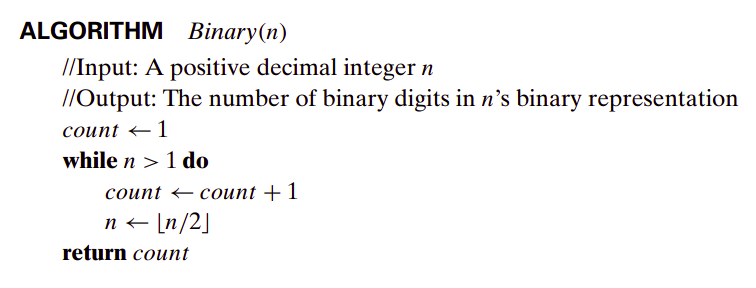 ALGORITHM Binary(n)
//Input: A positive decimal integer n
//Output: The number of binary digits in n’s binary representation
count ← 1
while n > 1 do
count ← count + 1
n ← ⌊n/2⌋
return count